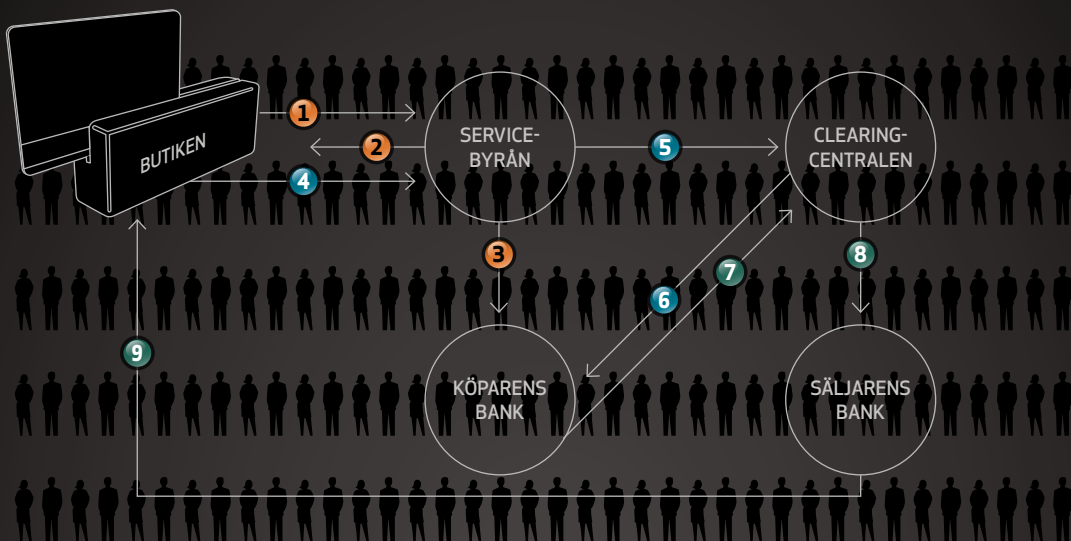 BUTIKEN
1
2
4
SERVICE-
BYRÅN
5
CLEARING-
CENTRALEN
3
6
7
8
9
KÖPARENS
BANK
SÄLJARENS
BANK